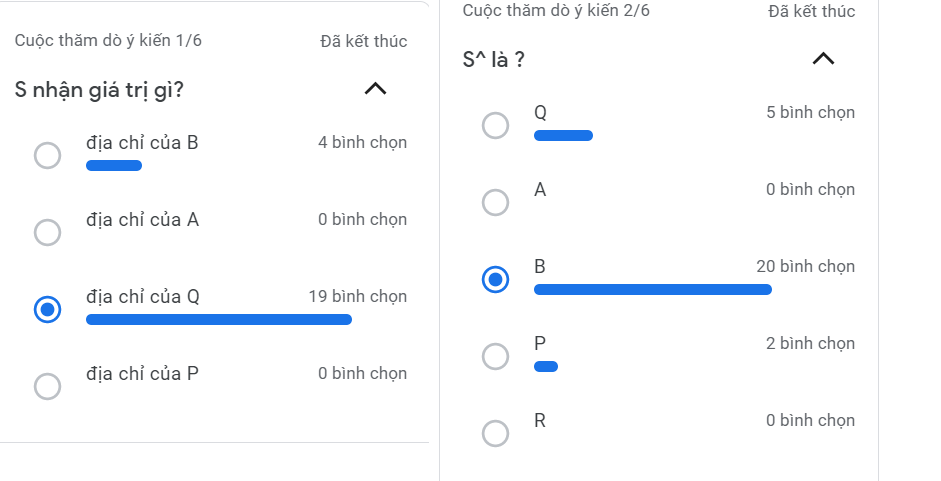 Cuộc thăm dò ý kiến 1/6 Đã kết thúc
S nhận giá trị gì?
địa chỉ của B 4 bình chọn
địa chỉ của A 0 bình chọn
địa chỉ của Q 19 bình chọn
địa chỉ của P 0 bình chọn
Cuộc thăm dò ý kiến 2/6 Đã kết thúc
S^ là ?
Q 5 bình chọn
A 0 bình chọn
B 20 bình chọn
P 2 bình chọn
R 0 bình chọn